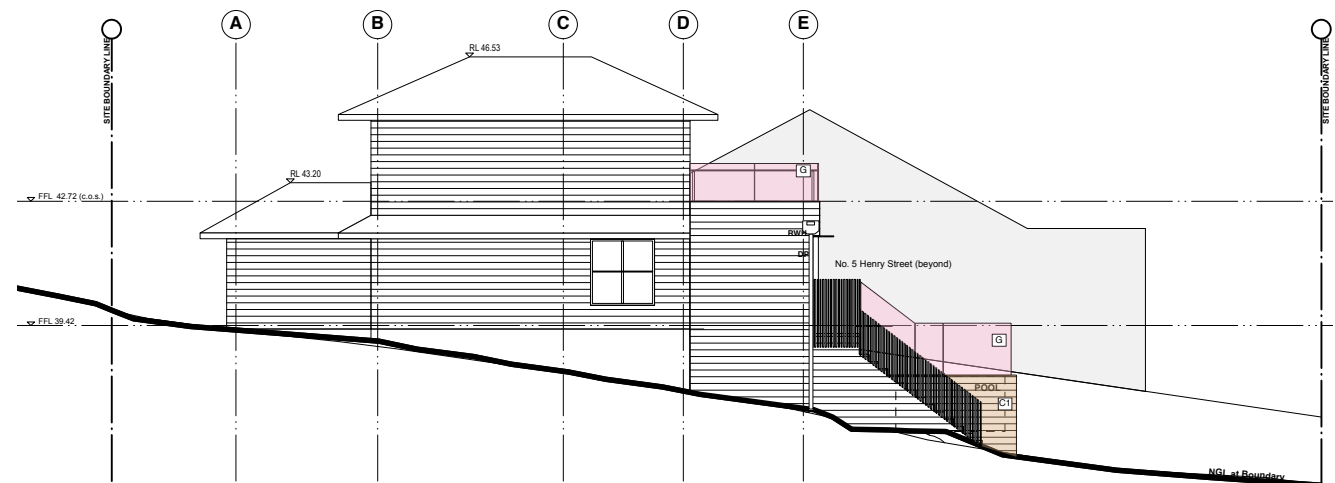 A
B
C
D
E
SITE BOUNDARY LINE
SITE BOUNDARY LINE
RL 46.53
RL 43.20
G
FFL 42.72 (c.o.s.)
RWH
DP
No. 5 Henry Street (beyond)
FFL 39.42
G
POOL
C1
NGL at Boundary